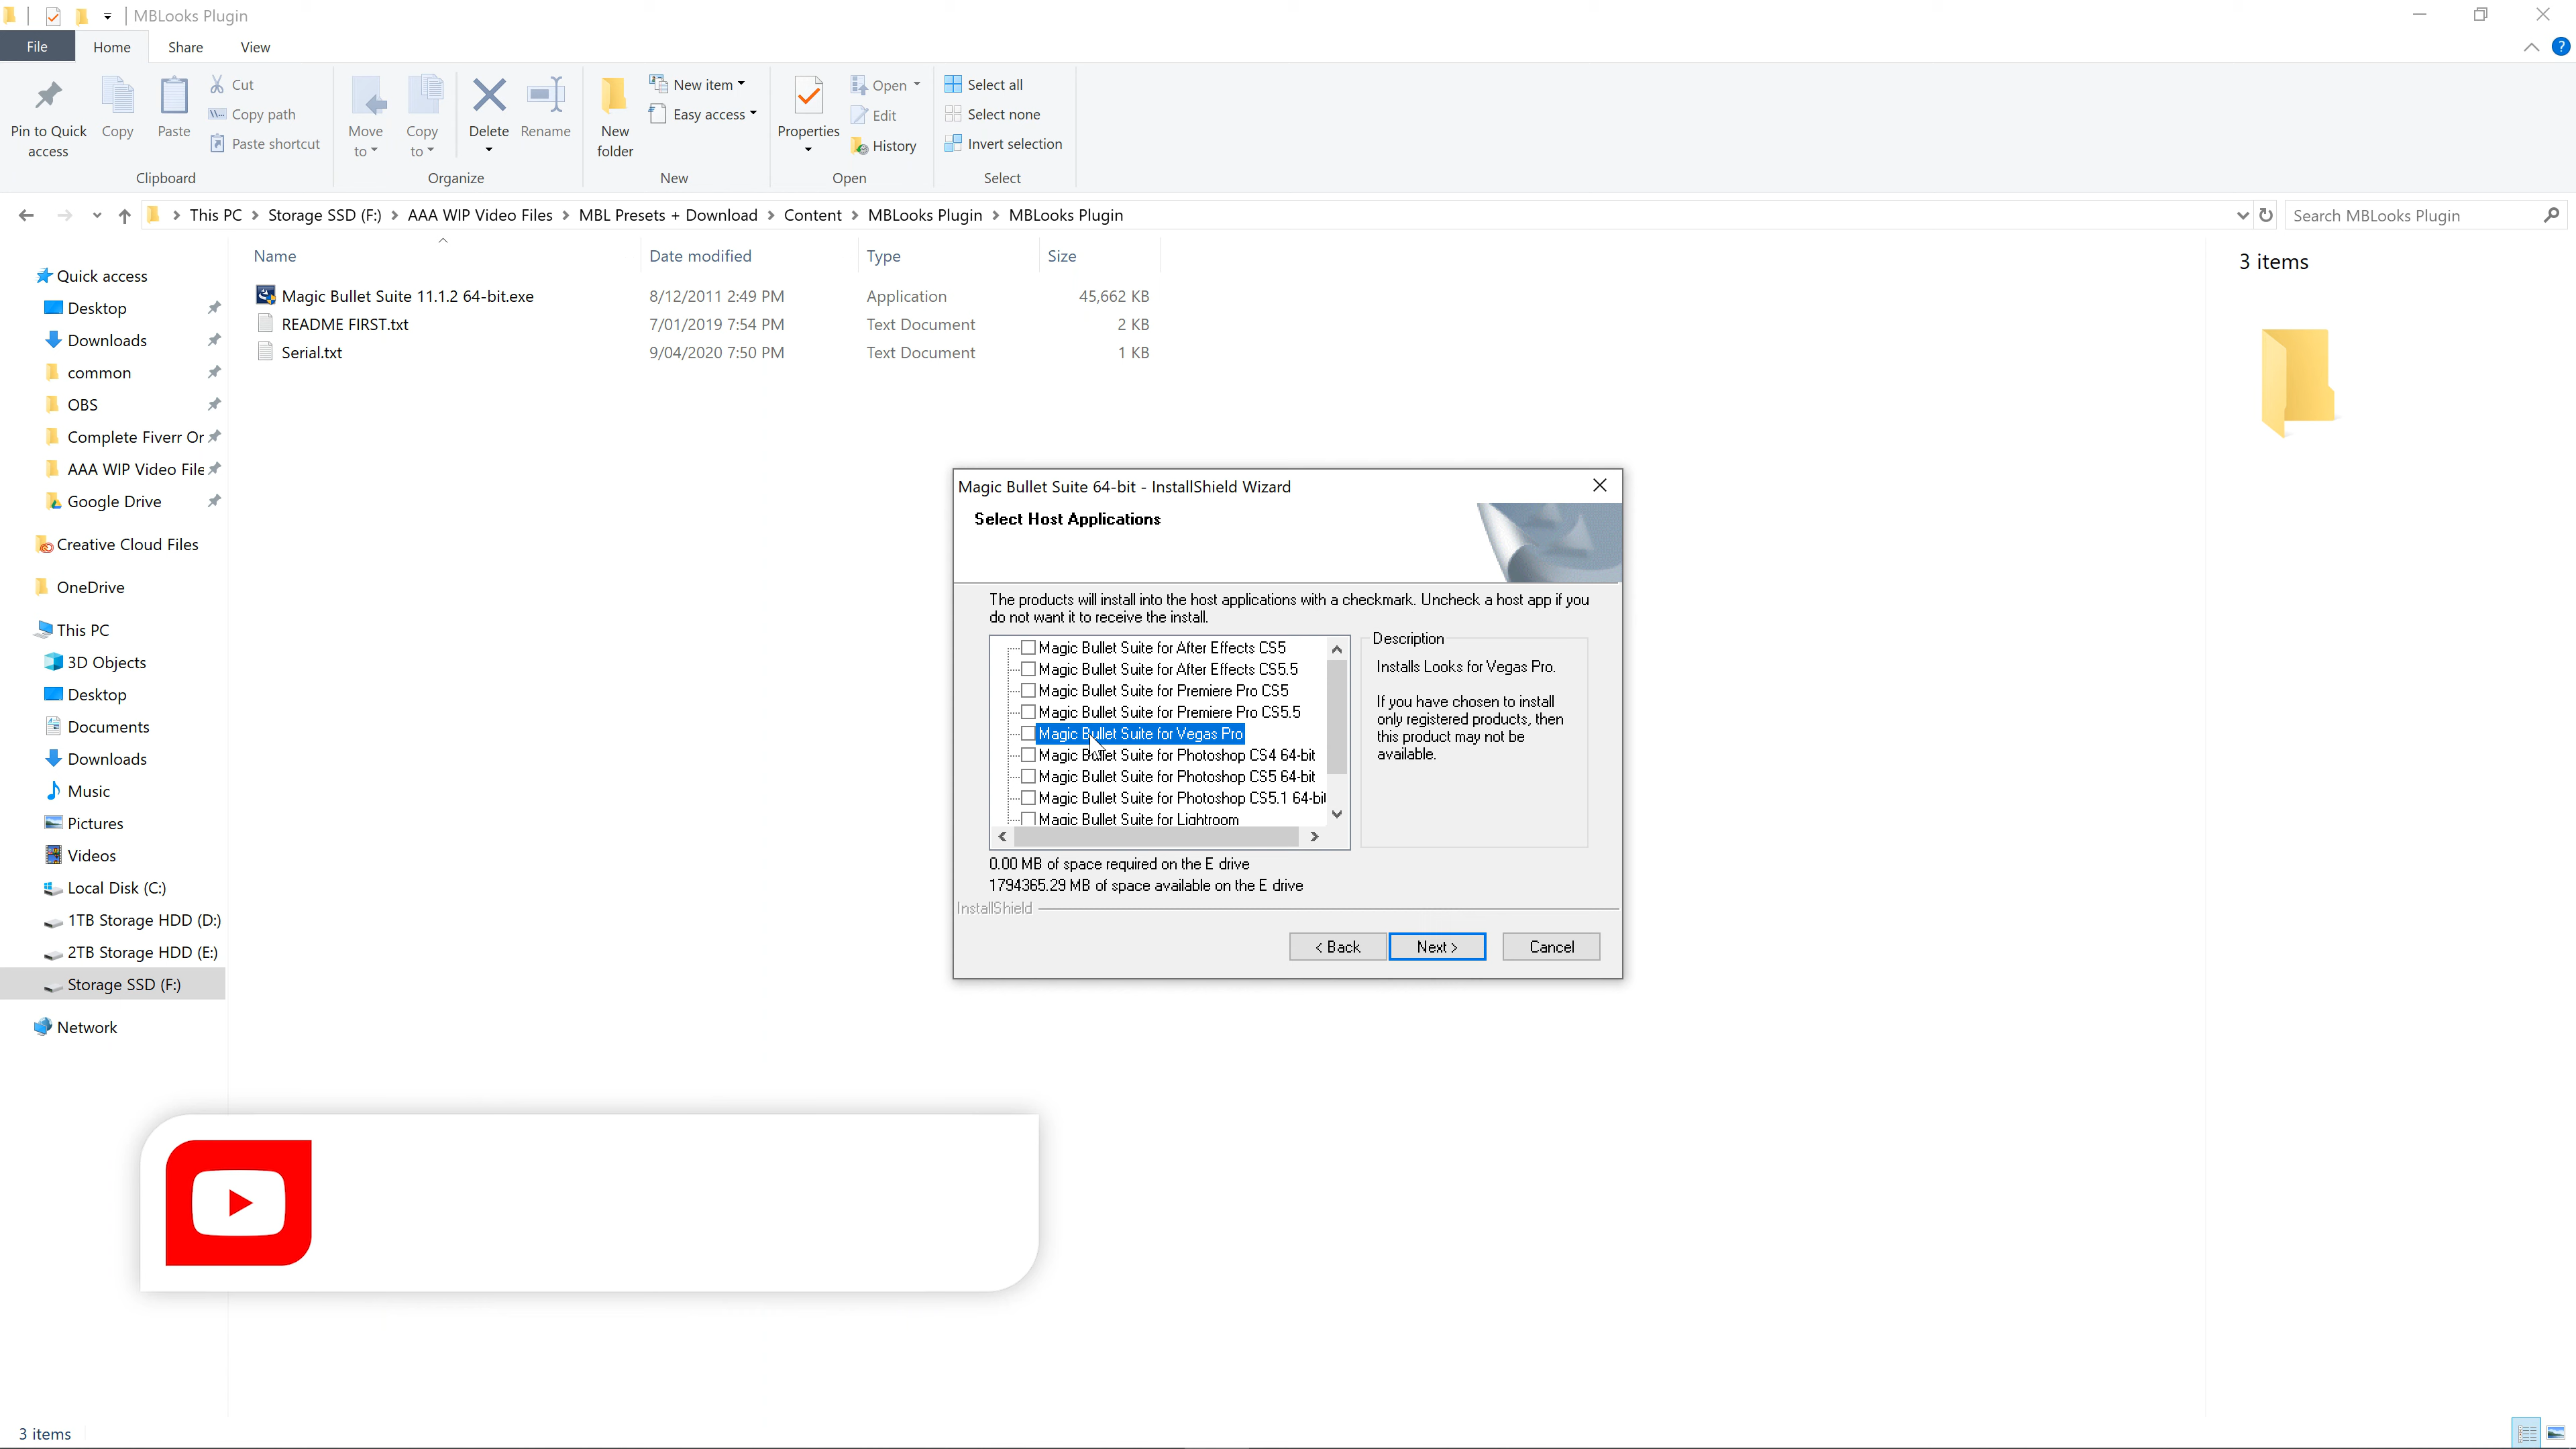 MBLooks Plugin
File Home Share View
Pin to Quick access
Copy
Paste
Cut
Copy path
Paste shortcut
Clipboard
Move to
Copy to
Delete
Rename
Organize
New folder
New item
Easy access
New
Properties
Open
Edit
History
Open
Select all
Select none
Invert selection
Select
This PC > Storage SSD (F:) > AAA WIP Video Files > MBL Presets + Download > Content > MBLooks Plugin > MBLooks Plugin
Search MBLooks Plugin
Name Date modified Type Size
Magic Bullet Suite 11.1.2 64-bit.exe 8/12/2011 2:49 PM Application 45,662 KB
README FIRST.txt 7/01/2019 7:54 PM Text Document 2 KB
Serial.txt 9/04/2020 7:50 PM Text Document 1 KB
3 items
Quick access
Desktop
Downloads
common
OBS
Complete Fiverr Or
AAA WIP Video File
Google Drive
Creative Cloud Files
OneDrive
This PC
3D Objects
Desktop
Documents
Downloads
Music
Pictures
Videos
Local Disk (C:)
1TB Storage HDD (D:)
2TB Storage HDD (E:)
Storage SSD (F:)
Network
Magic Bullet Suite 64-bit - InstallShield Wizard
Select Host Applications
The products will install into the host applications with a checkmark. Uncheck a host app if you
do not want it to receive the install.
Magic Bullet Suite for After Effects CS5
Magic Bullet Suite for After Effects CS5.5
Magic Bullet Suite for Premiere Pro CS5
Magic Bullet Suite for Premiere Pro CS5.5
Magic Bullet Suite for Vegas Pro
Magic Bullet Suite for Photoshop CS4 64-bit
Magic Bullet Suite for Photoshop CS5 64-bit
Magic Bullet Suite for Photoshop CS5.1 64-bit
Magic Bullet Suite for Lightroom
Description
Installs Looks for Vegas Pro.
If you have chosen to install
only registered products, then
this product may not be
available.
0.00 MB of space required on the E drive
1794365.29 MB of space available on the E drive
InstallShield
< Back
Next >
Cancel
3 items